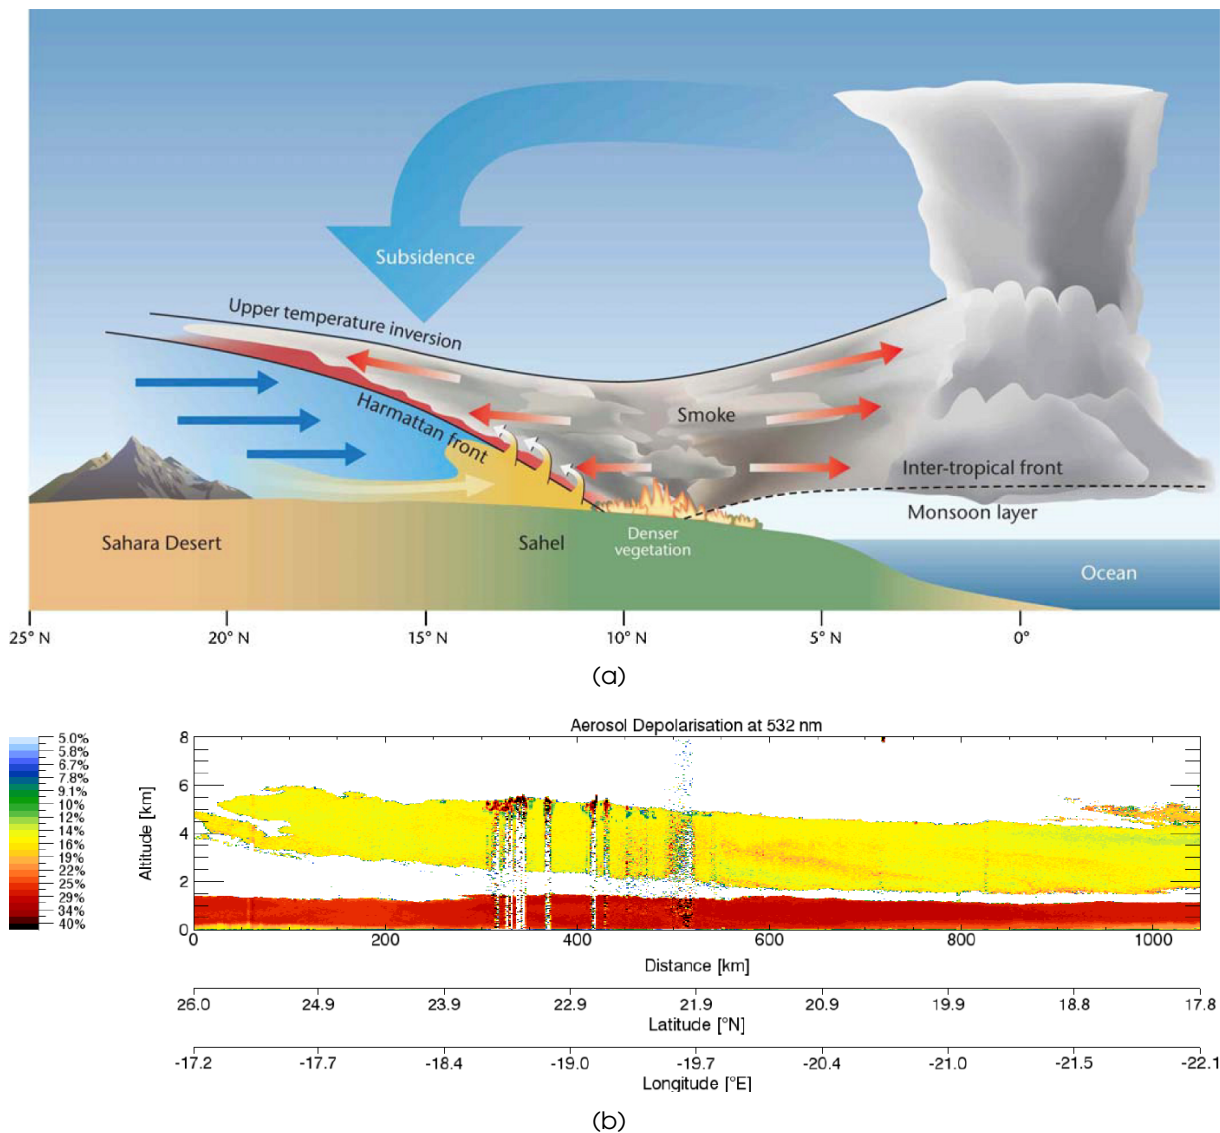 Subsidence
Upper temperature inversion
Harmattan front
Smoke
Inter-tropical front
Monsoon layer
Sahara Desert
Sahel
Denser
vegetation
Ocean
25° N 20° N 15° N 10° N 5° N 0°
(a)
Aerosol Depolarisation at 532 nm
5.0%
5.8%
6.7%
7.8%
9.1%
10%
12%
14%
16%
19%
22%
25%
29%
34%
40%
Altitude [km]
8
6
4
2
0
0 200 400 600 800 1000
Distance [km]
26.0 24.9 23.9 22.9 21.9 20.9 19.9 18.8 17.8
Latitude [°N]
-17.2 -17.7 -18.4 -19.0 -19.7 -20.4 -21.0 -21.5 -22.1
Longitude [°E]
(b)